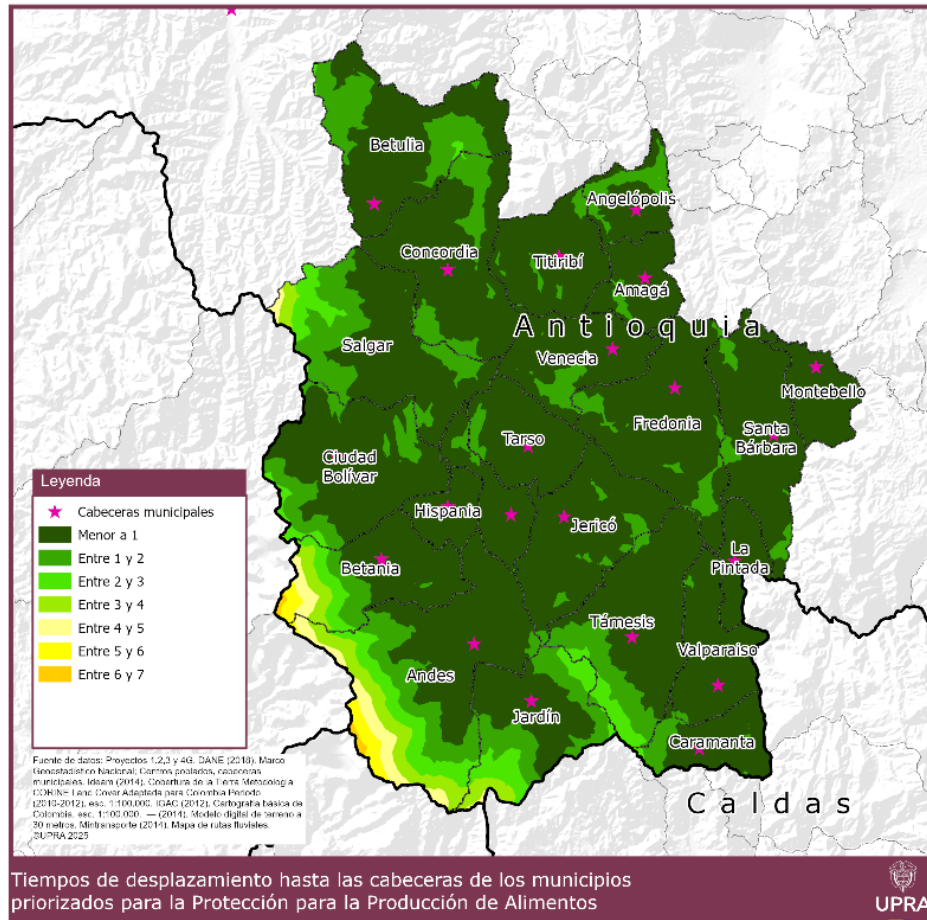 Betulia
Angelópolis
Concordia
Titiribí
Amagá
Antioquia
Salgar
Venecia
Montebello
Fredonia
Santa
Bárbara
Tarso
Ciudad
Bolívar
Hispania
Jericó
La
Pintada
Betania
Támesis
Valparaiso
Andes
Jardín
Caramanta
Caldas
Leyenda
Cabeceras municipales
Menor a 1
Entre 1 y 2
Entre 2 y 3
Entre 3 y 4
Entre 4 y 5
Entre 5 y 6
Entre 6 y 7
Fuente de datos: Proyectos 1,2,3 y 4G. DANE (2018). Marco
Geoestadístico Nacional; Centros poblados, cabeceras
municipales. Ideam (2014). Cobertura de la Tierra Metodología
CORINE Land Cover Adaptada para Colombia Periodo
(2010-2012), esc. 1:100.000. IGAC (2012). Cartografía básica de
Colombia, esc. 1:100.000. — (2014). Modelo digital de terreno a
30 metros. Mintransporte (2014). Mapa de rutas fluviales.
©UPRA 2025
Tiempos de desplazamiento hasta las cabeceras de los municipios
priorizados para la Protección para la Producción de Alimentos
UPRA